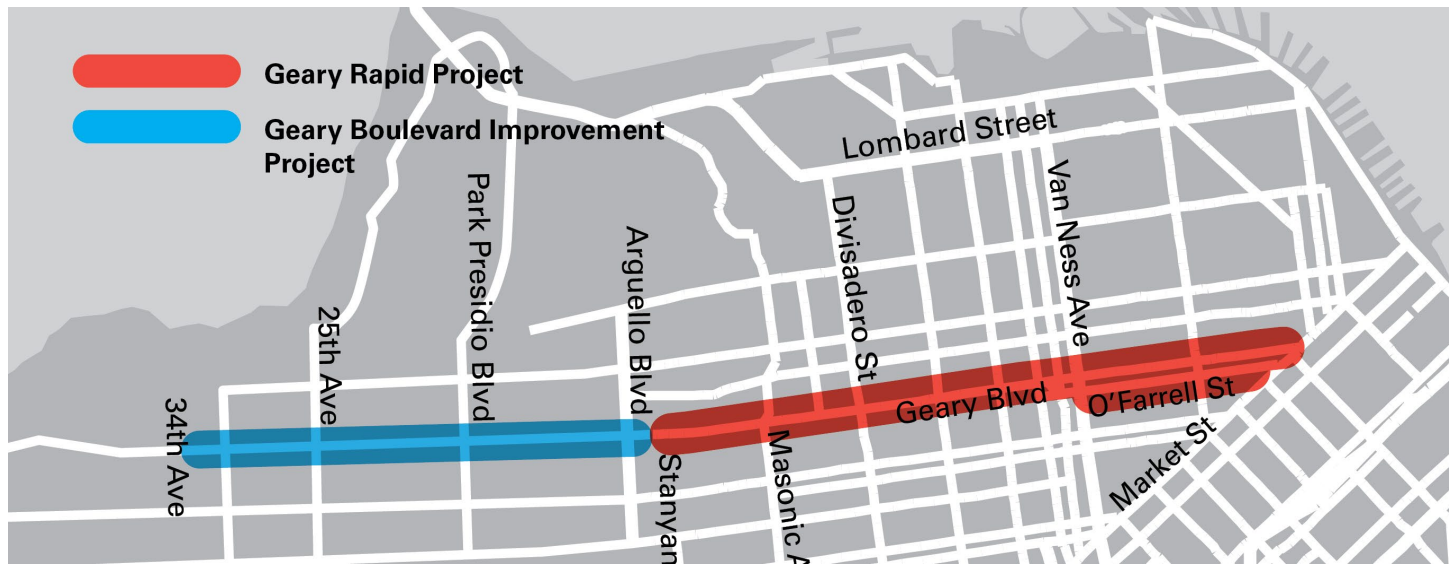 Geary Rapid Project
Geary Boulevard Improvement
Project
Lombard Street
Van Ness Ave
Divisadero St
Park Presidio Blvd
Arguello Blvd
25th Ave
34th Ave
Geary Blvd
O'Farrell St
Market St
Stanyan
Masonic A